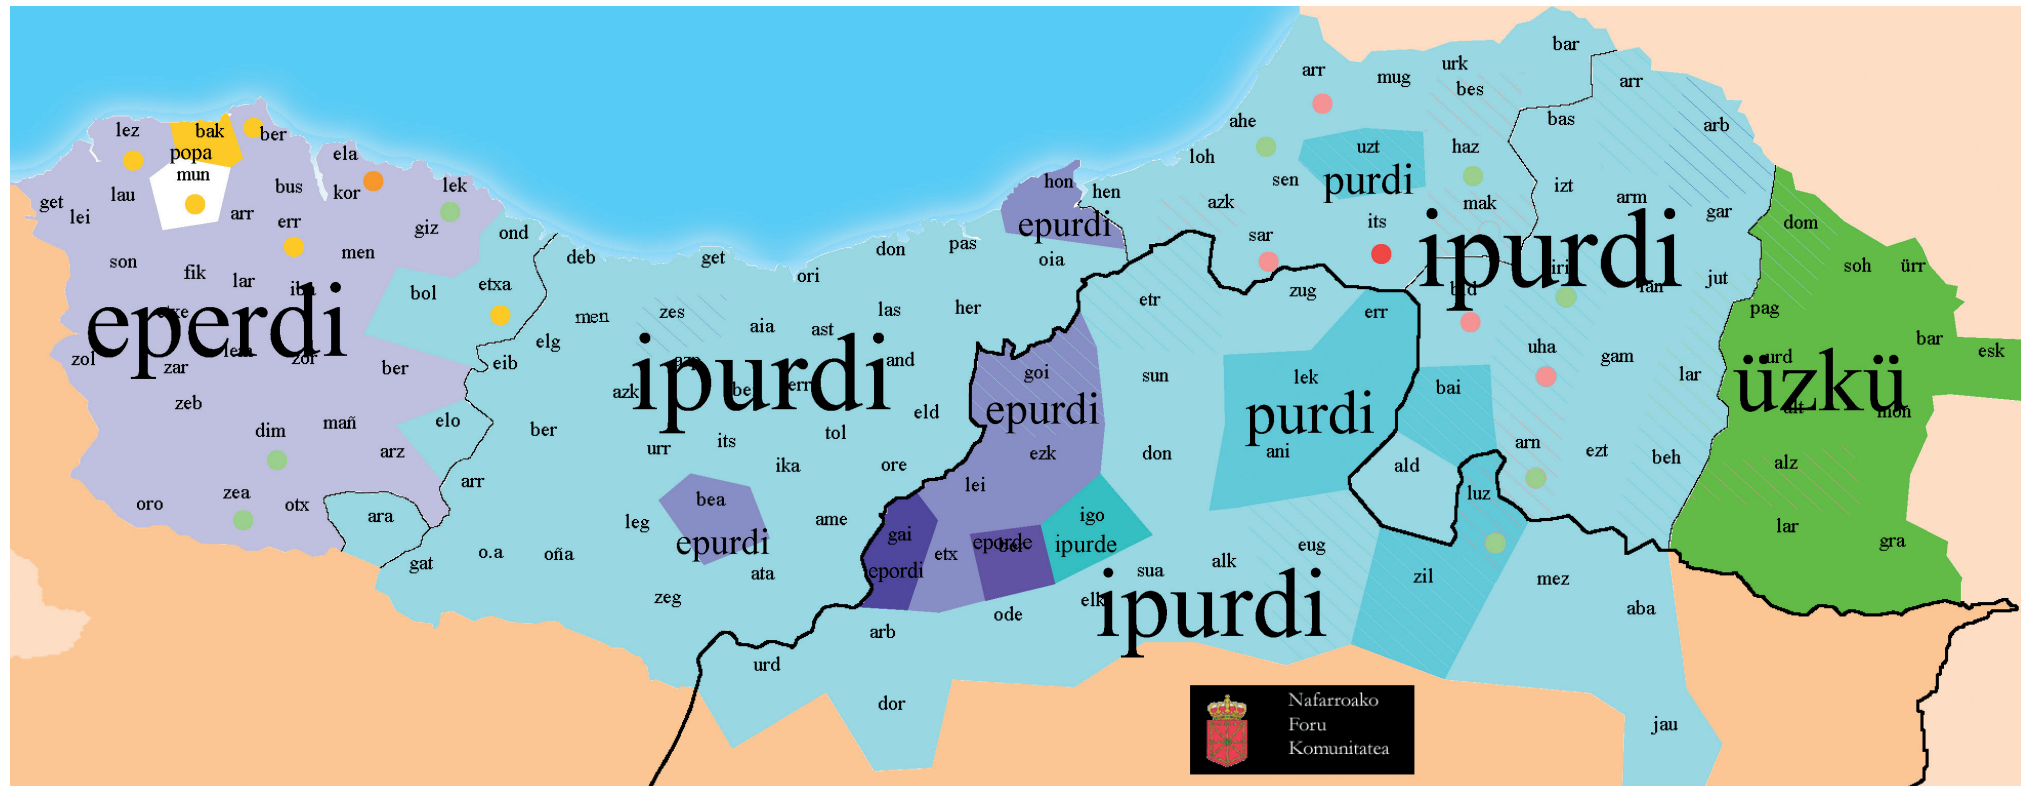 lez
bak
ber
popa
mun
ela
kor
lek
get
lei
lau
arr
bus
err
giz
ond
men
son
fik
lar
bol
etxa
eperdi
zol
zar
zor
ber
zeb
dim
mañ
elo
arz
oro
zea
otx
ara
arr
gat
o.a
oña
deb
get
ori
don
pas
hon
hen
epurdi
oia
men
zes
aia
ast
las
her
elg
eib
ipurdi
azk
err
and
eld
ber
urr
its
tol
ika
ore
bea
leg
epurdi
ame
ata
zeg
goi
epurdi
ezk
lei
gai
epordi
etx
eporde
igo
ipurde
ode
elk
sua
arb
urd
dor
etr
sun
don
zug
err
lek
purdi
ani
alk
eug
ipurdi
ald
luz
zil
mez
aba
jau
arr
mug
urk
bes
bar
ahe
loh
uzt
haz
purdi
sen
azk
sar
its
mak
bas
izt
arr
arb
arm
gar
ipurdi
iri
jut
uha
gam
lar
bai
arn
ezt
beh
dom
soh
ürr
pag
bar
esk
urd
üzkü
alt
mon
alz
lar
gra
Nafarroako
Foru
Komunitatea